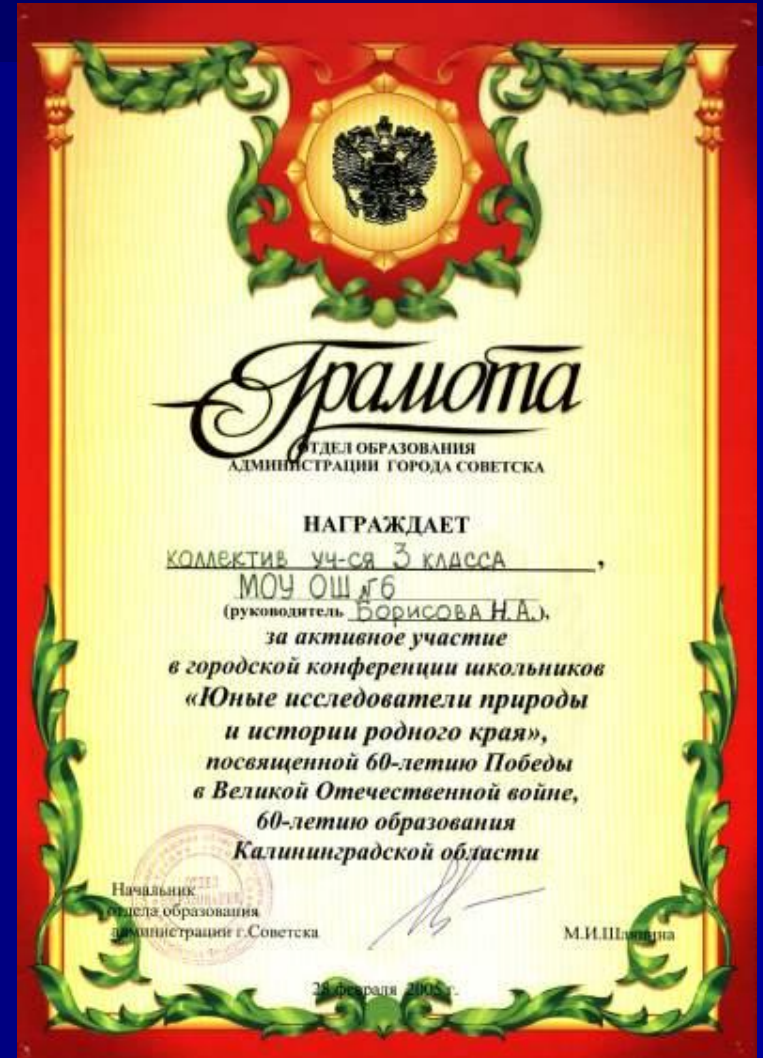 Грамота
ОТДЕЛ ОБРАЗОВАНИЯ
АДМИНИСТРАЦИИ ГОРОДА СОВЕТСКА
НАГРАЖДАЕТ
коллектив уч-ся 3 класса,
МОУ ОШ №6
(руководитель Борисова Н.А.),
за активное участие
в городской конференции школьников
«Юные исследователи природы
и истории родного края»,
посвященной 60-летию Победы
в Великой Отечественной войне,
60-летию образования
Калининградской области
Начальник
отдела образования
администрации г.Советска
М.И.
28 февраля 2005 г.